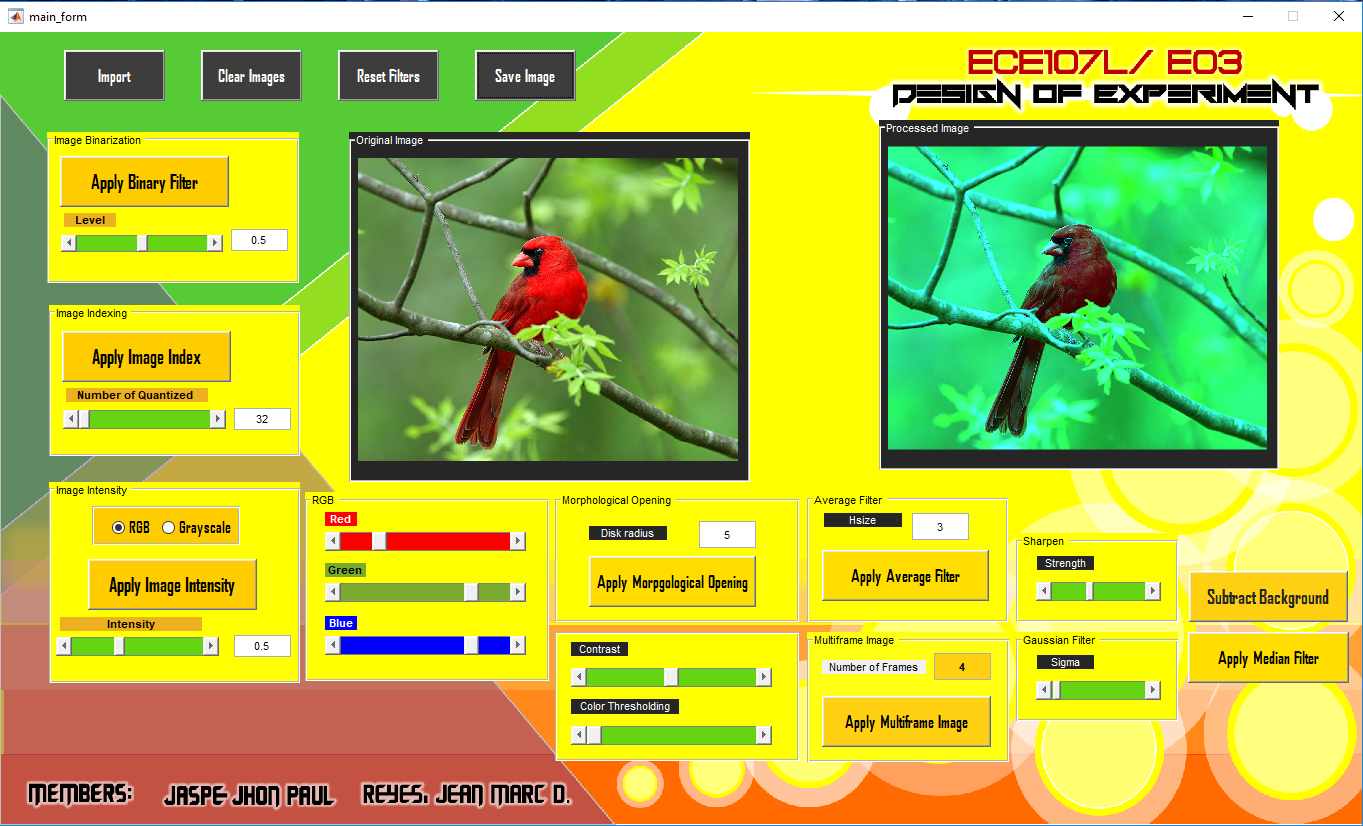 main_form
Import
Clear Images
Reset Filters
Save Image
ECE107L/ E03
DESIGN OF EXPERIMENT
Image Binarization
Apply Binary Filter
Level
0.5
Original Image
Processed Image
Image Indexing
Apply Image Index
Number of Quantized
32
Image Intensity
RGB
Grayscale
Apply Image Intensity
Intensity
0.5
RGB
Red
Green
Blue
Morphological Opening
Disk radius
5
Apply Morpgological Opening
Contrast
Color Thresholding
Average Filter
Hsize
3
Apply Average Filter
Multiframe Image
Number of Frames
4
Apply Multiframe Image
Sharpen
Strength
Gaussian Filter
Sigma
Subtract Background
Apply Median Filter
MEMBERS: JASPE JHON PAUL REYES, JEAN MARC D.